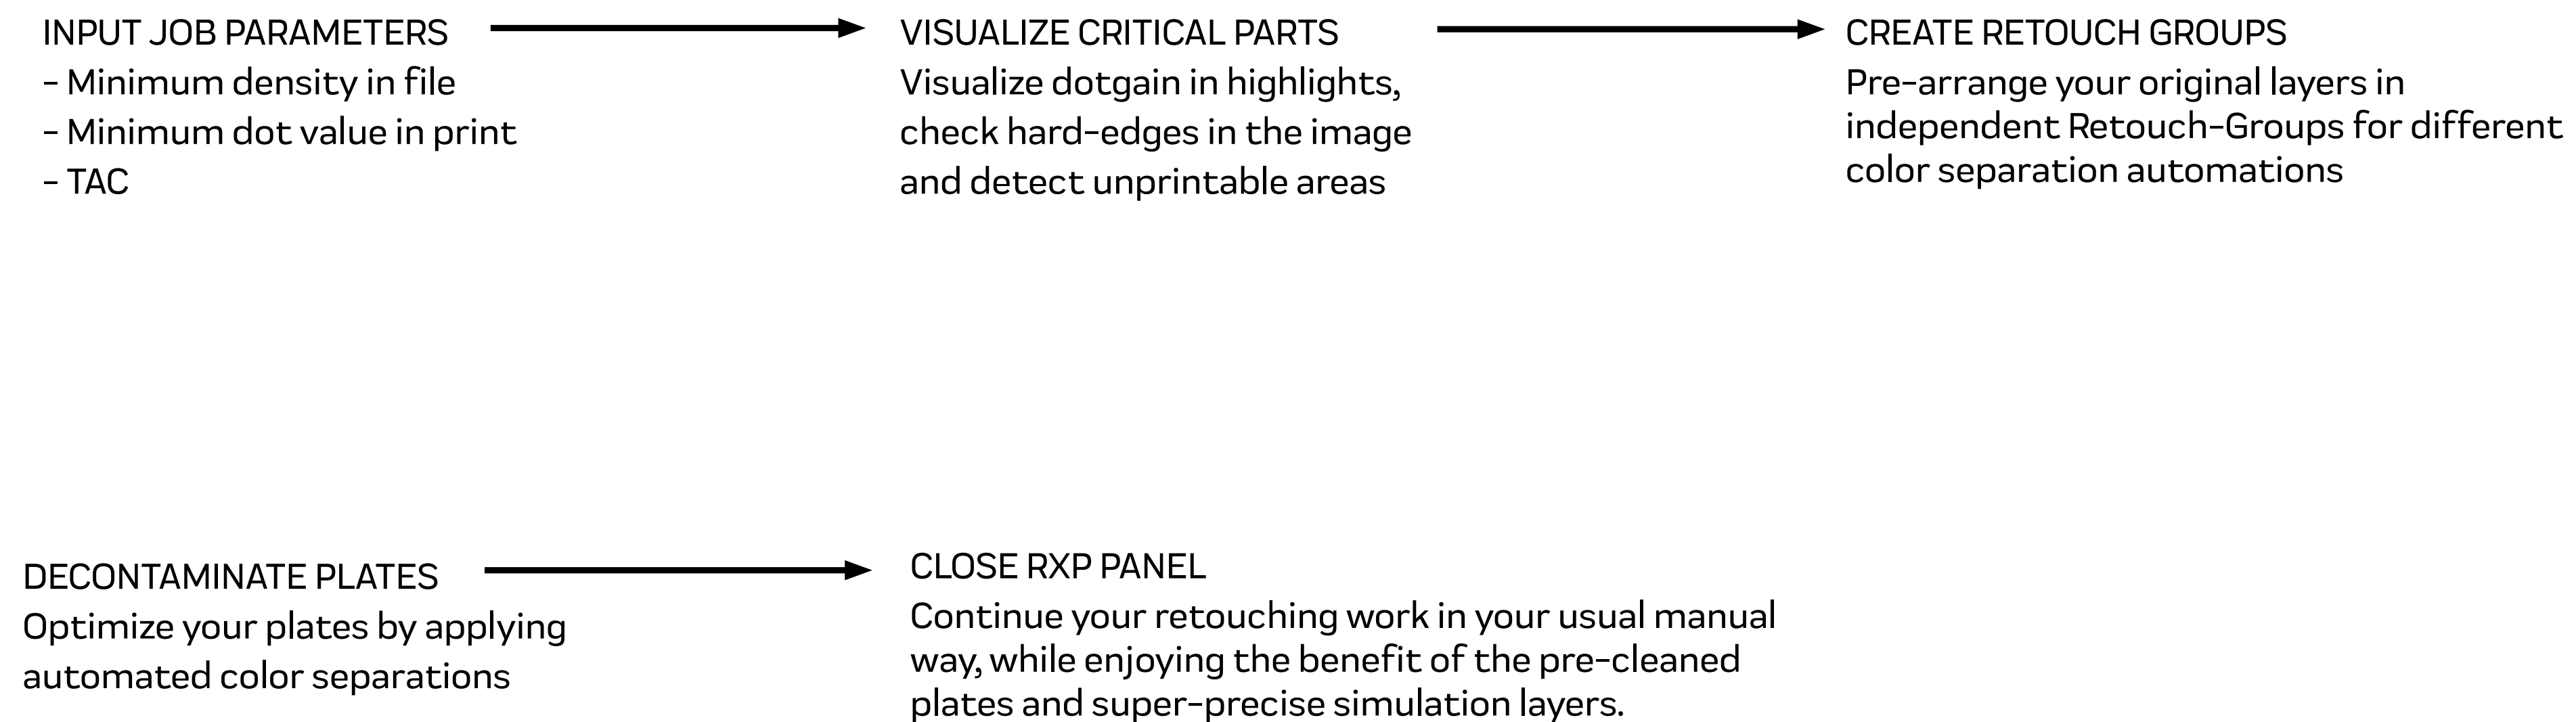 INPUT JOB PARAMETERS
- Minimum density in file
- Minimum dot value in print
- TAC
VISUALIZE CRITICAL PARTS
Visualize dotgain in highlights,
check hard-edges in the image
and detect unprintable areas
CREATE RETOUCH GROUPS
Pre-arrange your original layers in
independent Retouch-Groups for different
color separation automations
DECONTAMINATE PLATES
Optimize your plates by applying
automated color separations
CLOSE RXP PANEL
Continue your retouching work in your usual manual
way, while enjoying the benefit of the pre-cleaned
plates and super-precise simulation layers.